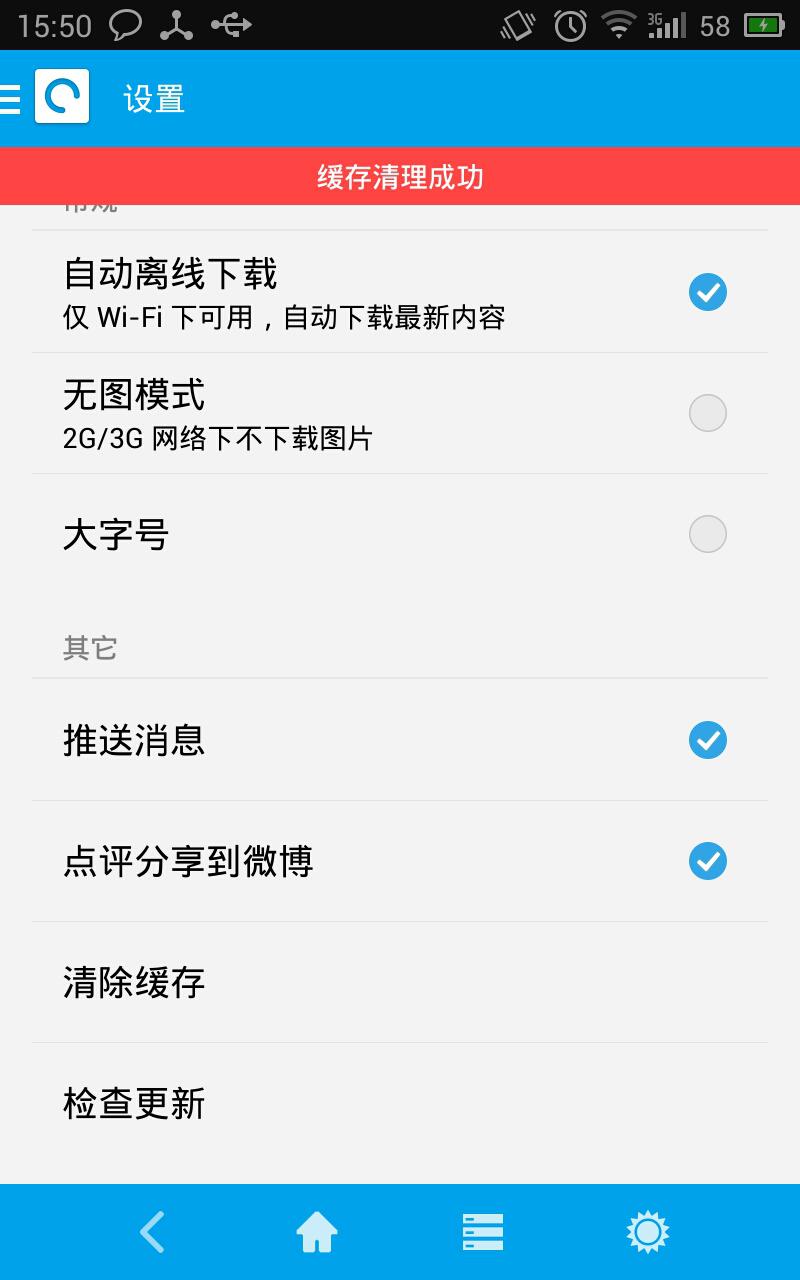 15:50
3G
58
设置
缓存清理成功
常规
自动离线下载
仅 Wi-Fi 下可用，自动下载最新内容
无图模式
2G/3G 网络下不下载图片
大字号
其它
推送消息
点评分享到微博
清除缓存
检查更新